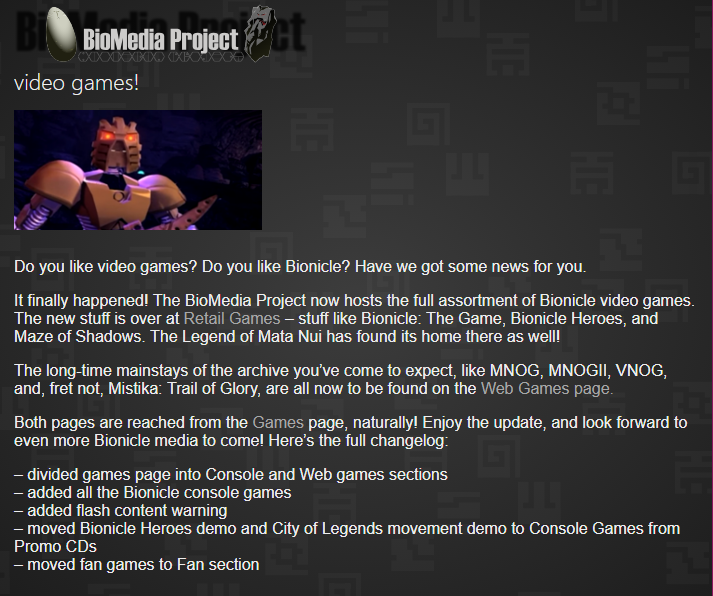 BioMedia Project
video games!
Do you like video games? Do you like Bionicle? Have we got some news for you.
It finally happened! The BioMedia Project now hosts the full assortment of Bionicle video games.
The new stuff is over at Retail Games – stuff like Bionicle: The Game, Bionicle Heroes, and
Maze of Shadows. The Legend of Mata Nui has found its home there as well!
The long-time mainstays of the archive you’ve come to expect, like MNOG, MNOGII, VNOG,
and, fret not, Mistika: Trail of Glory, are all now to be found on the Web Games page.
Both pages are reached from the Games page, naturally! Enjoy the update, and look forward to
even more Bionicle media to come! Here’s the full changelog:
– divided games page into Console and Web games sections
– added all the Bionicle console games
– added flash content warning
– moved Bionicle Heroes demo and City of Legends movement demo to Console Games from
Promo CDs
– moved fan games to Fan section